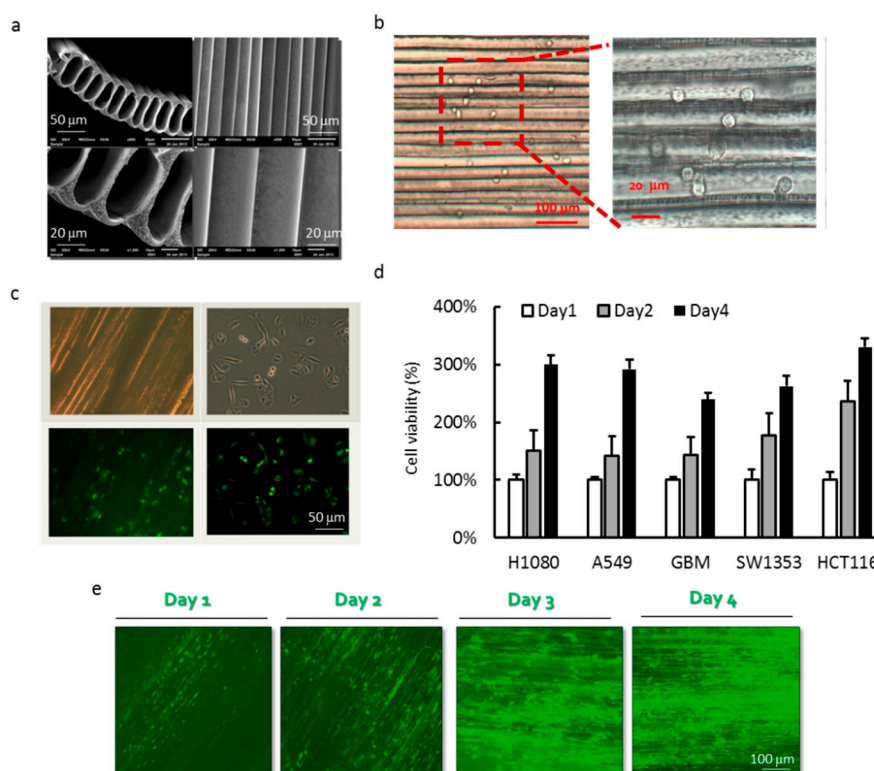 a
50 µm
50 µm
20 µm
20 µm
b
100 µm
20 µm
c
50 µm
d
400%
300%
200%
100%
0%
Cell viability (%)
Day1 Day2 Day4
H1080 A549 GBM SW1353 HCT116
e
Day 1 Day 2 Day 3 Day 4
100 µm